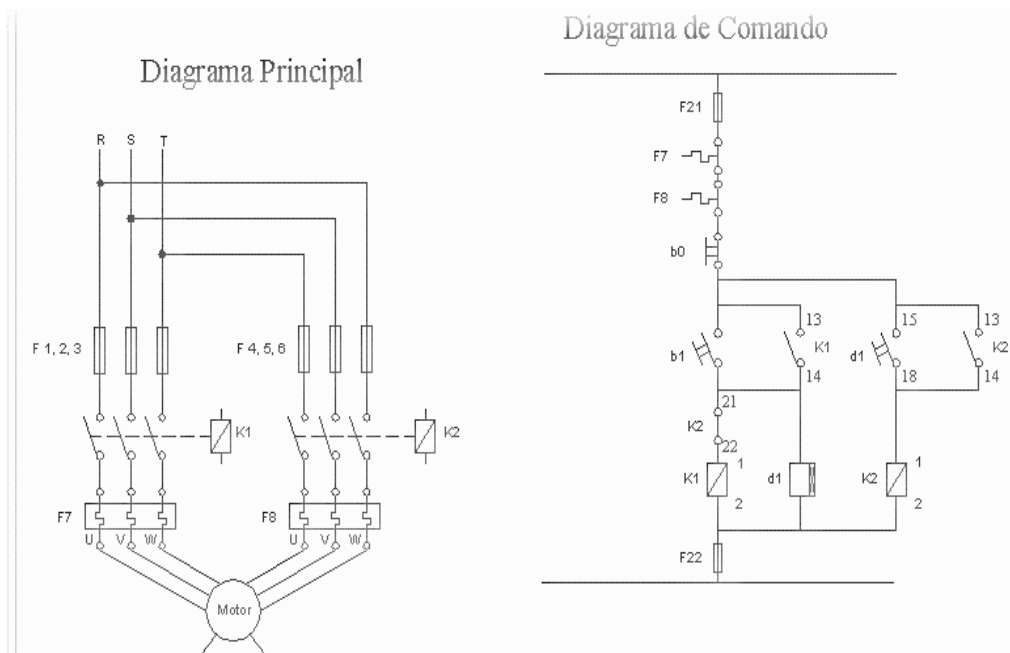 Diagrama Principal
R S T
F 1, 2, 3
F 4, 5, 6
K1
K2
F7
F8
U V W
U V W
Motor
Diagrama de Comando
F21
F7
F8
b0
13 15 13
b1 K1 d1 K2
14 18 14
21
K2
22
K1 1 d1 K2 1
2 2
F22